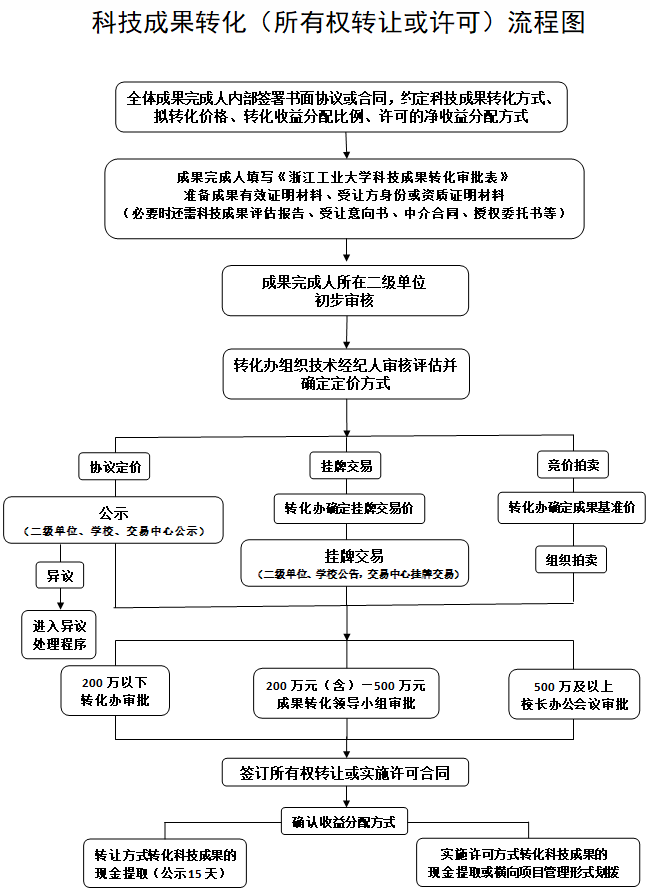 科技成果转化（所有权转让或许可）流程图
全体成果完成人内部签署书面协议或合同，约定科技成果转化方式、
拟转化价格、转化收益分配比例、许可的净收益分配方式
成果完成人填写《浙江工业大学科技成果转化审批表》
准备成果有效证明材料、受让方身份或资质证明材料
（必要时还需科技成果评估报告、受让意向书、中介合同、授权委托书等）
成果完成人所在二级单位
初步审核
转化办组织技术经纪人审核评估并
确定定价方式
协议定价
挂牌交易
竞价拍卖
公示
（二级单位、学校、交易中心公示）
转化办确定挂牌交易价
转化办确定成果基准价
挂牌交易
（二级单位、学校公告，交易中心挂牌交易）
组织拍卖
异议
进入异议
处理程序
200 万以下
转化办审批
200 万元（含）—500 万元
成果转化领导小组审批
500 万及以上
校长办公会议审批
签订所有权转让或实施许可合同
确认收益分配方式
转让方式转化科技成果的
现金提取（公示 15 天）
实施许可方式转化科技成果的
现金提取或横向项目管理形式划拨